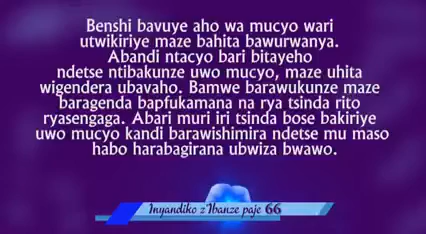 Benshi bavuye aho wa mucyo wari
utwikiriye maze bahita bawurwanya.
Abandi ntacyo bari bitayeho
ndetse ntibakunze uwo mucyo, maze uhita
wigendera ubavaho. Bamwe barawukunze maze
baragenda bapfukamana na rya tsinda rito
ryasengaga. Abari muri iri tsinda bose bakiriye
uwo mucyo kandi barawishimira ndetse mu maso
habo harabagirana ubwiza bwawo.
Inyandiko z'Ibanze paje 66